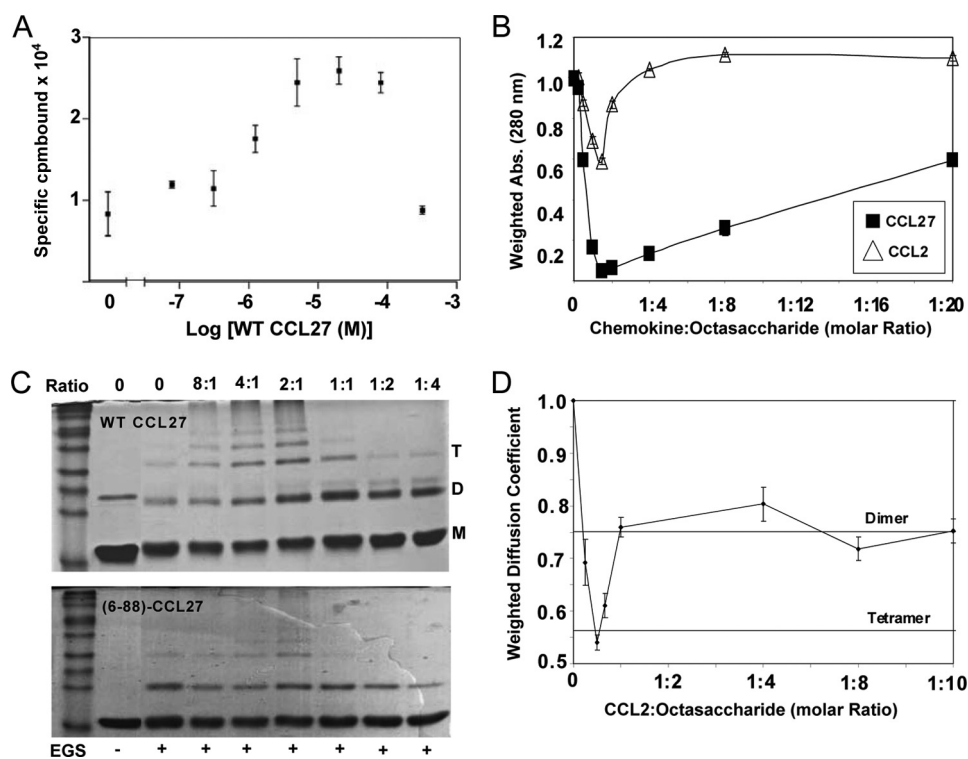 A
3
2
1
Specific cpmbound x 10⁴
0 -7 -6 -5 -4 -3
Log [WT CCL27 (M)]
B
1.2
1.0
0.8
0.6
0.4
0.2
Weighted Abs. (280 nm)
CCL27
CCL2
0 1:4 1:8 1:12 1:16 1:20
Chemokine:Octasaccharide (molar Ratio)
C
Ratio 0 0 8:1 4:1 2:1 1:1 1:2 1:4
WT CCL27
T
D
M
(6-88)-CCL27
EGS - + + + + + + +
D
1.0
0.9
0.8
0.7
0.6
0.5
Weighted Diffusion Coefficient
Dimer
Tetramer
0 1:2 1:4 1:8 1:10
CCL2:Octasaccharide (molar Ratio)